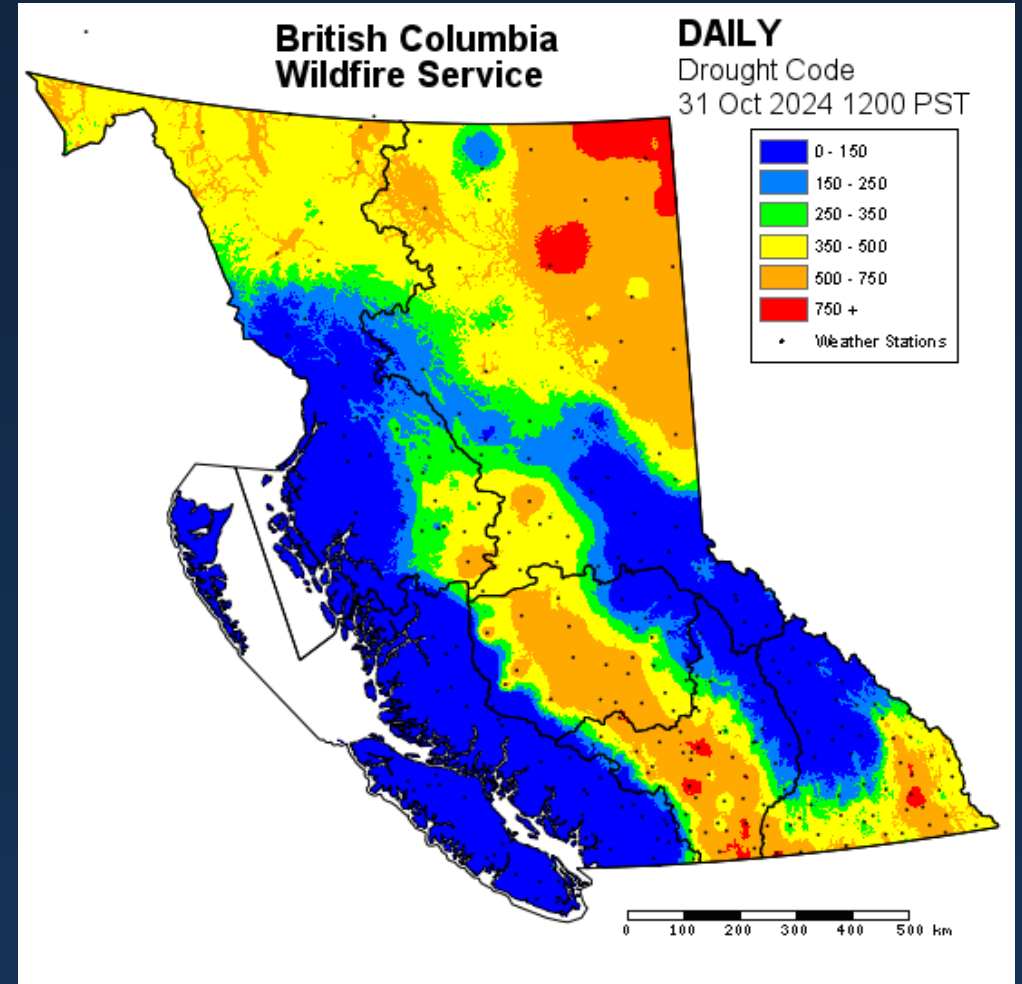 British Columbia
Wildfire Service
DAILY
Drought Code
31 Oct 2024 1200 PST
0 - 150
150 - 250
250 - 350
350 - 500
500 - 750
750 +
Weather Stations
0 100 200 300 400 500 km